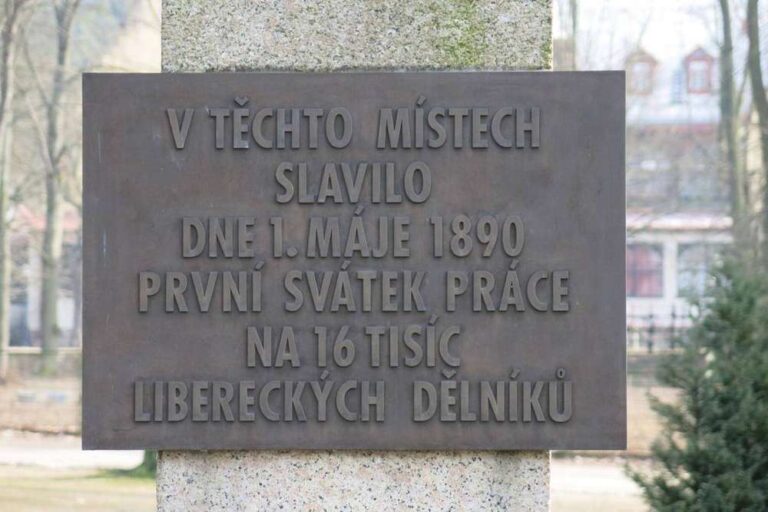 V TĚCHTO MÍSTECH
SLAVILO
DNE 1. MÁJE 1890
PRVNÍ SVÁTEK PRÁCE
NA 16 TISÍC
LIBERECKÝCH DĚLNÍKŮ